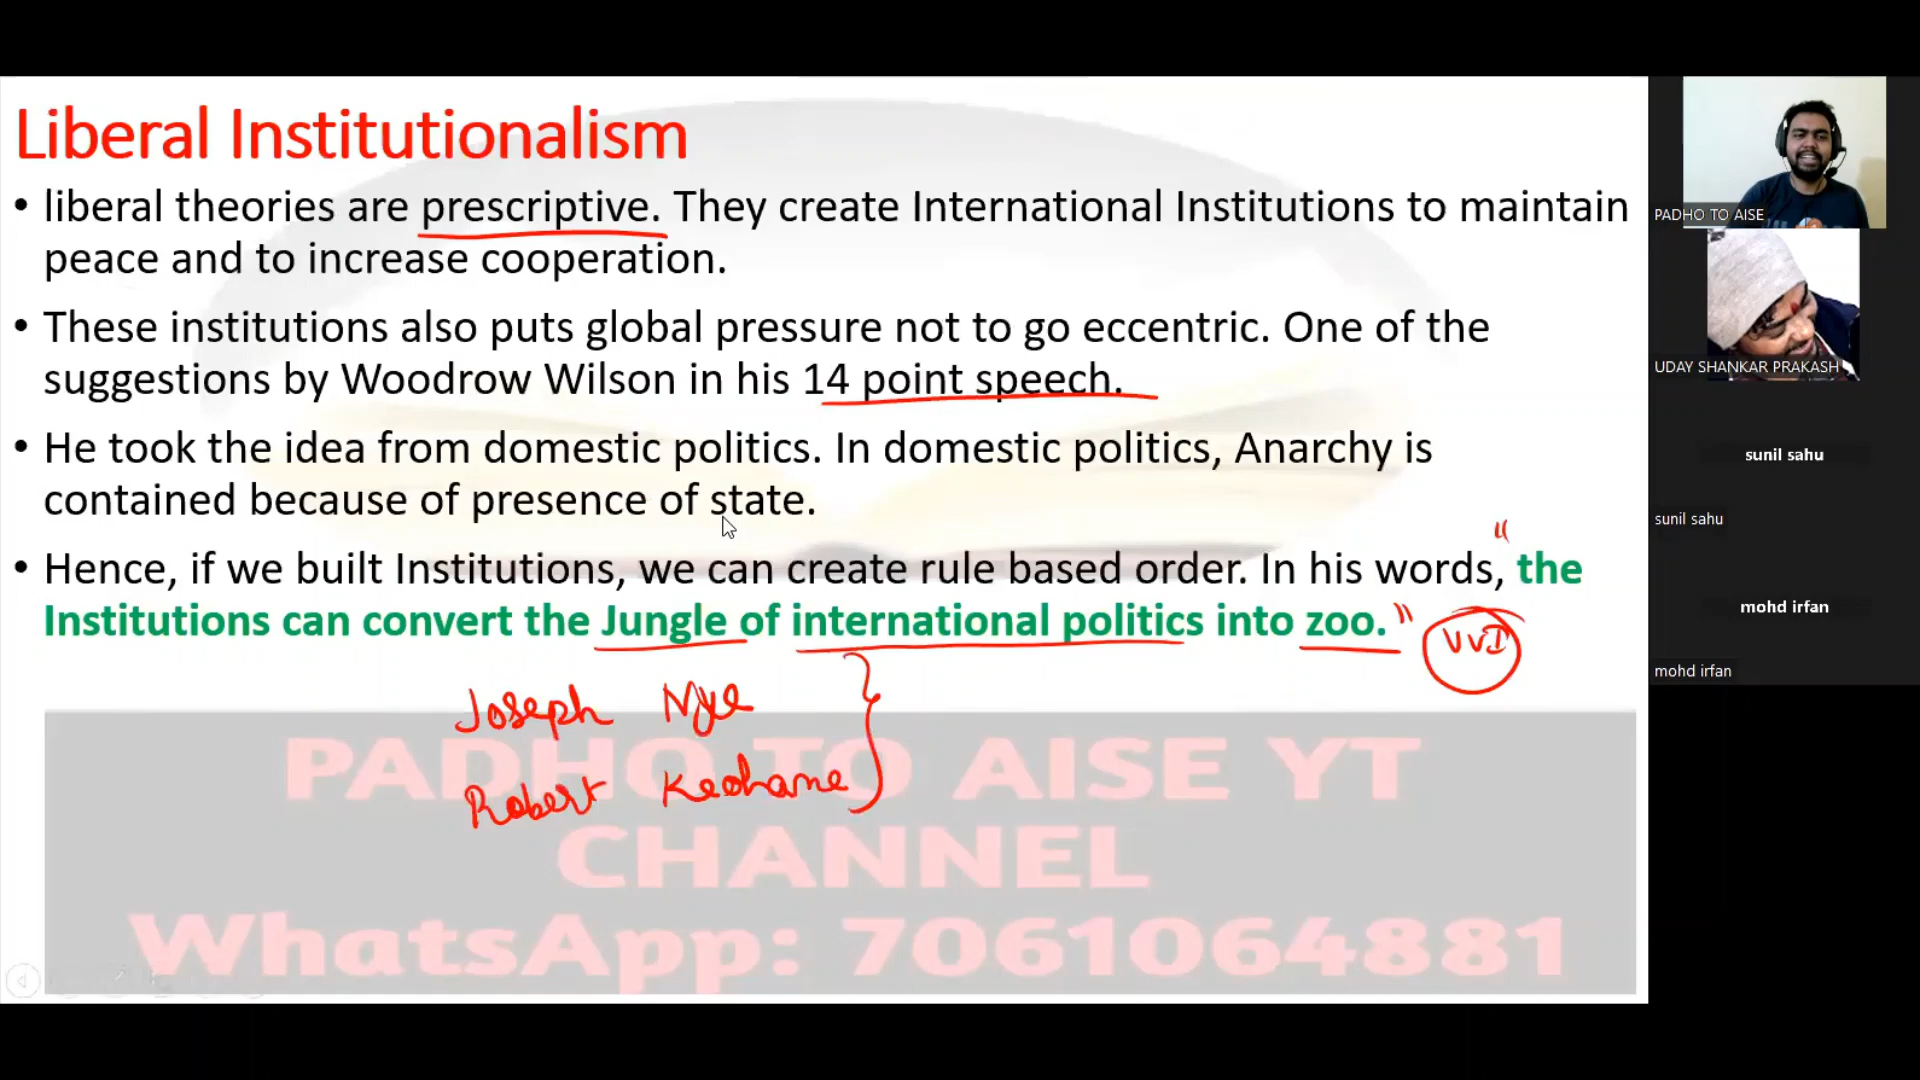 Liberal Institutionalism
• liberal theories are prescriptive. They create International Institutions to maintain
peace and to increase cooperation.
• These institutions also puts global pressure not to go eccentric. One of the
suggestions by Woodrow Wilson in his 14 point speech.
• He took the idea from domestic politics. In domestic politics, Anarchy is
contained because of presence of state.
• Hence, if we built Institutions, we can create rule based order. In his words, "the
Institutions can convert the Jungle of international politics into zoo."
VVI
Joseph Nye
Robert Keohane
PADHO TO AISE YT
CHANNEL
WhatsApp: 7061064881
PADHO TO AISE
UDAY SHANKAR PRAKASH
sunil sahu
sunil sahu
mohd irfan
mohd irfan